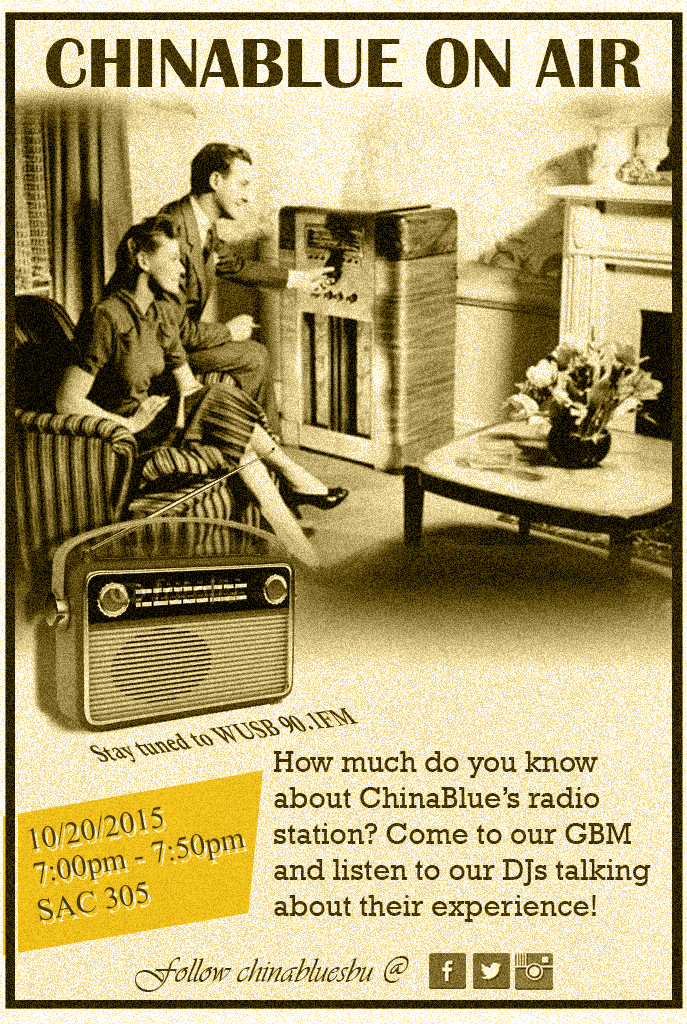 CHINABLUE ON AIR
Stay tuned to WUSB 90.1FM
How much do you know
about ChinaBlue's radio
station? Come to our GBM
and listen to our DJs talking
about their experience!
10/20/2015
7:00pm - 7:50pm
SAC 305
Follow chinabluesbu @